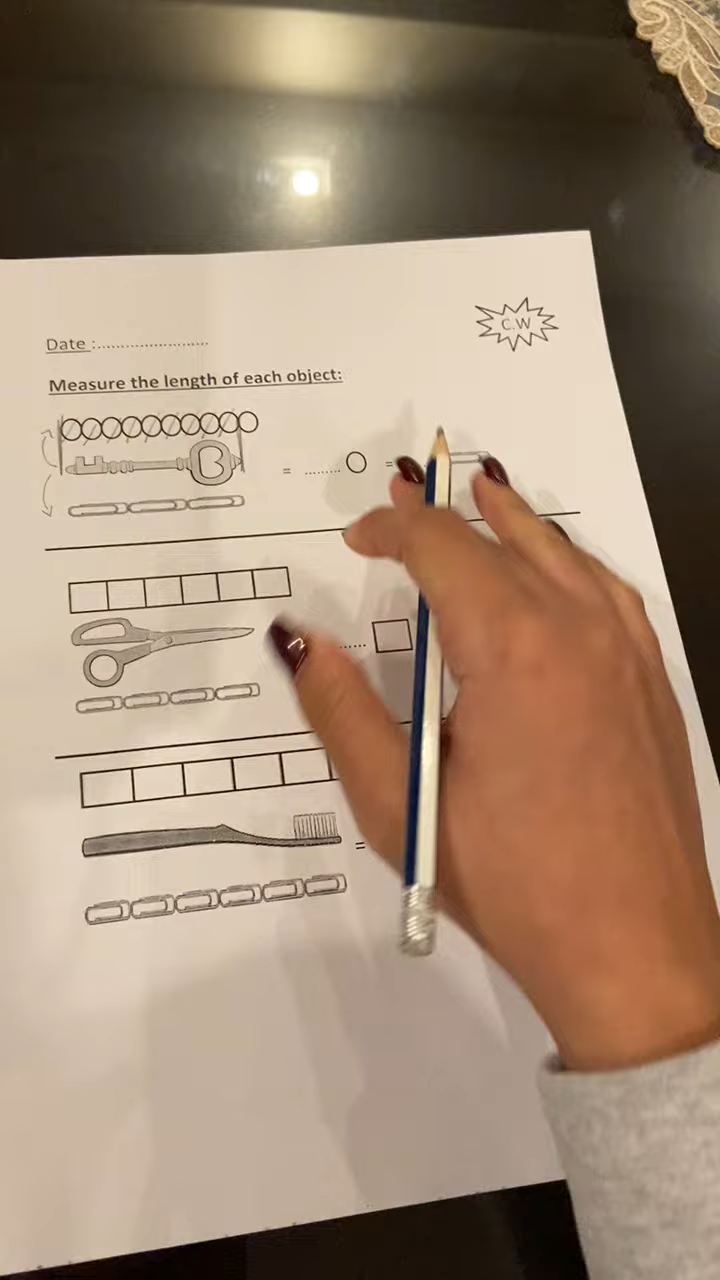 C.W
Date :........................
Measure the length of each object:
= ........ =
......
=